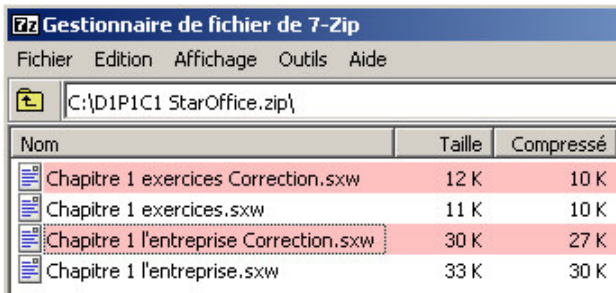 7z Gestionnaire de fichier de 7-Zip
Fichier Edition Affichage Outils Aide
C:\D1P1C1 StarOffice.zip\
Nom Taille Compressé
Chapitre 1 exercices Correction.sxw 12 K 10 K
Chapitre 1 exercices.sxw 11 K 10 K
Chapitre 1 l'entreprise Correction.sxw 30 K 27 K
Chapitre 1 l'entreprise.sxw 33 K 30 K